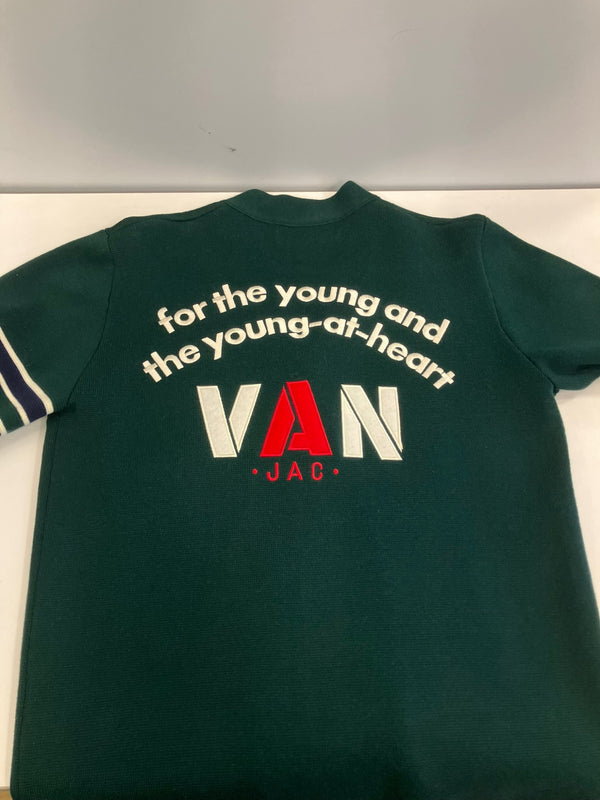 for the young and
the young-at-heart
VAN
·JAC·